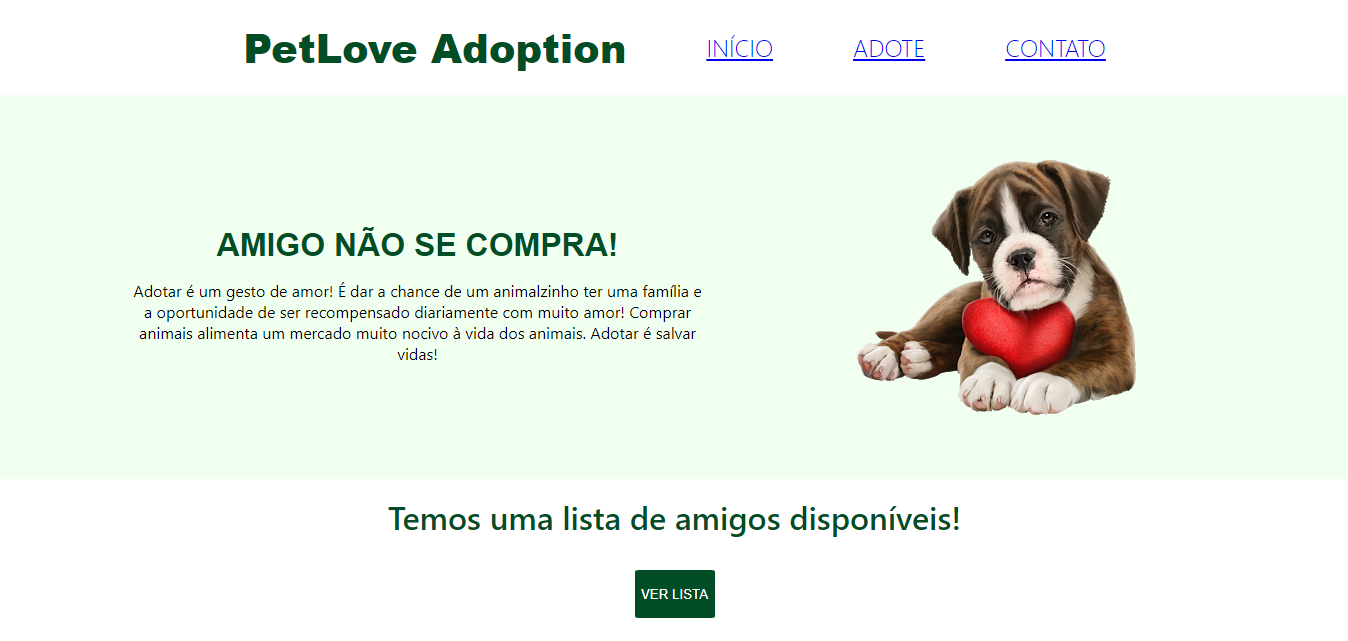 PetLove Adoption INÍCIO ADOTE CONTATO
AMIGO NÃO SE COMPRA!
Adotar é um gesto de amor! É dar a chance de um animalzinho ter uma família e
a oportunidade de ser recompensado diariamente com muito amor! Comprar
animais alimenta um mercado muito nocivo à vida dos animais. Adotar é salvar
vidas!
Temos uma lista de amigos disponíveis!
VER LISTA